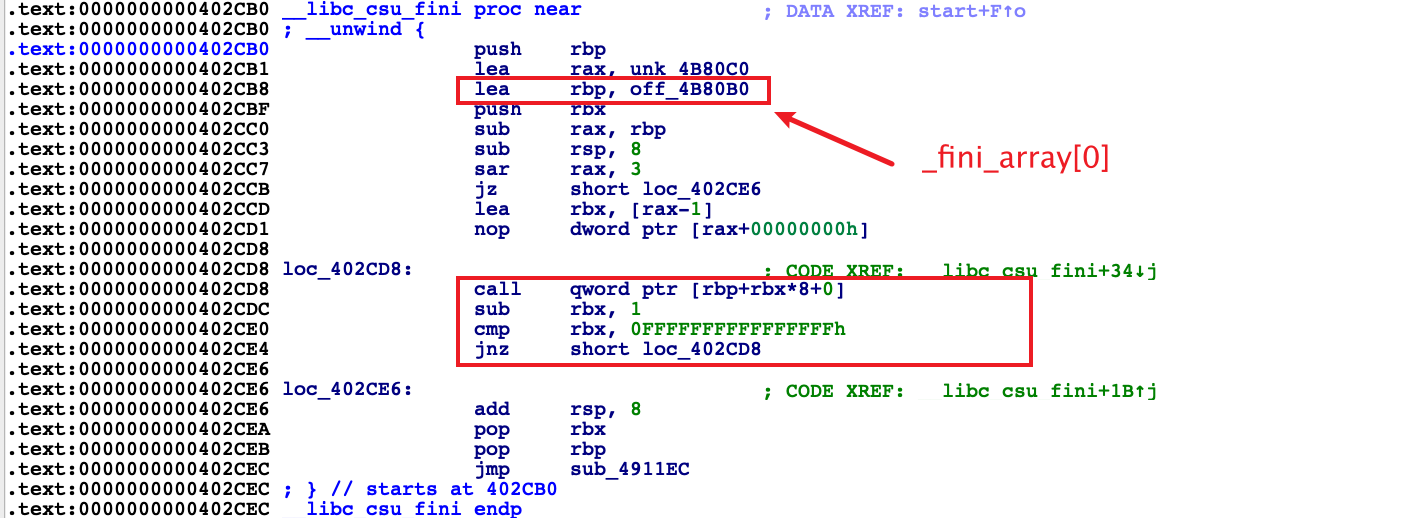 .text:0000000000402CB0 __libc_csu_fini proc near ; DATA XREF: start+F↑o
.text:0000000000402CB0 ; __unwind {
.text:0000000000402CB0 push rbp
.text:0000000000402CB1 lea rax, unk_4B80C0
.text:0000000000402CB8 lea rbp, off_4B80B0
.text:0000000000402CBF push rbx
.text:0000000000402CC0 sub rax, rbp
.text:0000000000402CC3 sub rsp, 8
_fini_array[0]
.text:0000000000402CC7 sar rax, 3
.text:0000000000402CCB jz short loc_402CE6
.text:0000000000402CCD lea rbx, [rax-1]
.text:0000000000402CD1 nop dword ptr [rax+00000000h]
.text:0000000000402CD8
.text:0000000000402CD8 loc_402CD8: ; CODE XREF: __libc_csu_fini+34↓j
.text:0000000000402CD8 call qword ptr [rbp+rbx*8+0]
.text:0000000000402CDC sub rbx, 1
.text:0000000000402CE0 cmp rbx, 0FFFFFFFFFFFFFFFFh
.text:0000000000402CE4 jnz short loc_402CD8
.text:0000000000402CE6
.text:0000000000402CE6 loc_402CE6: ; CODE XREF: __libc_csu_fini+1B↑j
.text:0000000000402CE6 add rsp, 8
.text:0000000000402CEA pop rbx
.text:0000000000402CEB pop rbp
.text:0000000000402CEC jmp sub_4911EC
.text:0000000000402CEC ; } // starts at 402CB0
.text:0000000000402CEC __libc_csu_fini endp